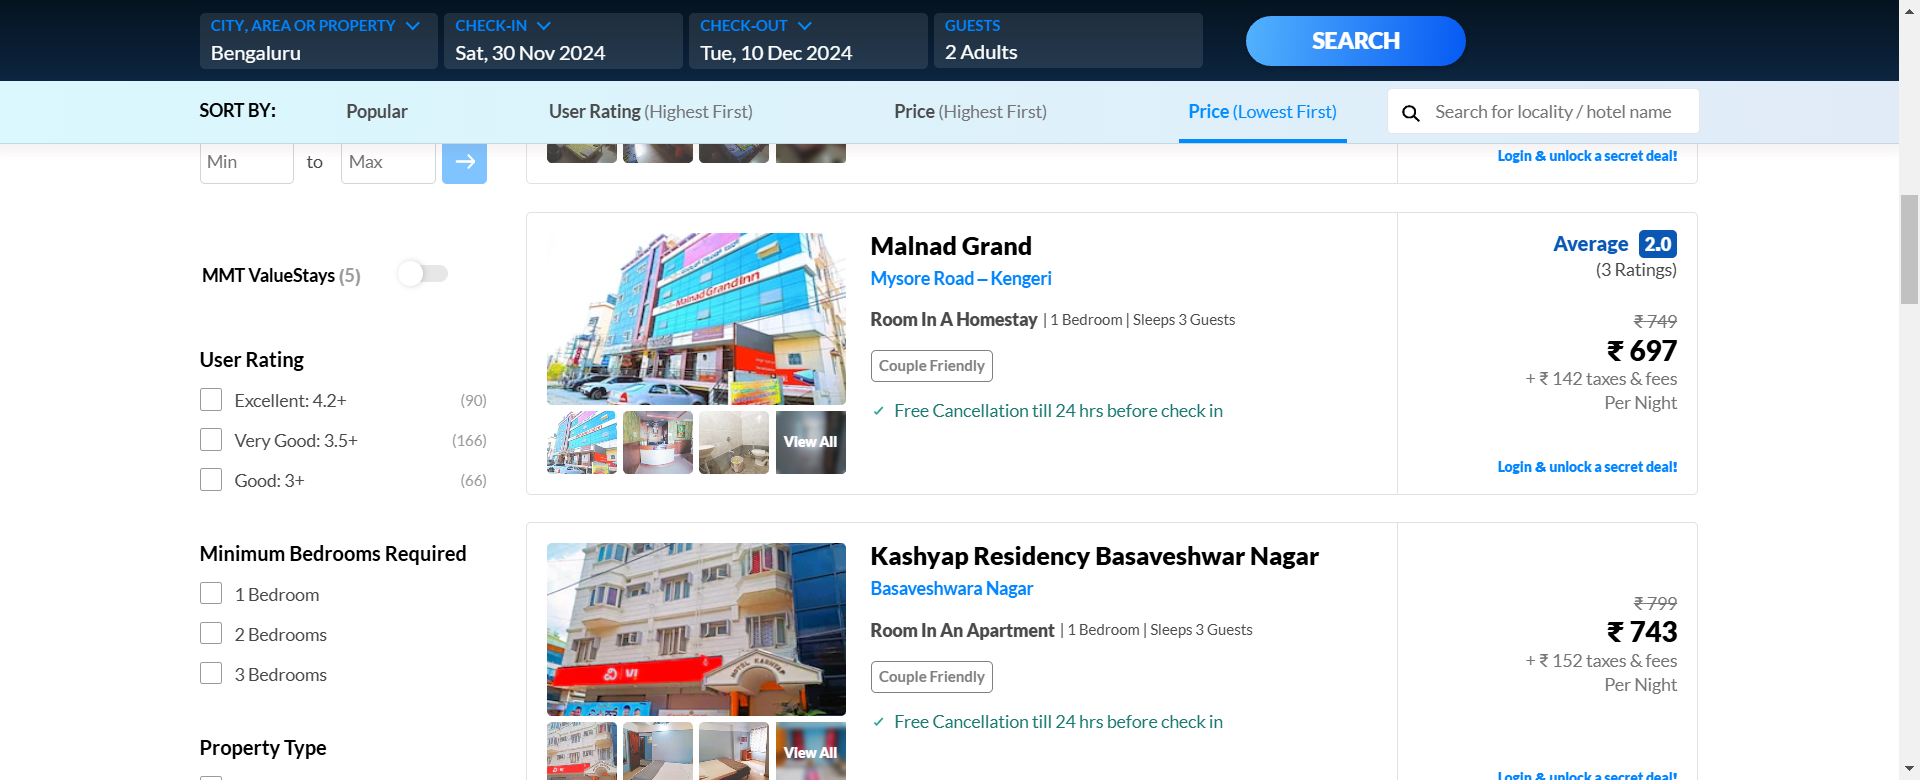 CITY, AREA OR PROPERTY
Bengaluru
CHECK-IN
Sat, 30 Nov 2024
CHECK-OUT
Tue, 10 Dec 2024
GUESTS
2 Adults
SEARCH
SORT BY:
Popular
User Rating (Highest First)
Price (Highest First)
Price (Lowest First)
Search for locality / hotel name
Min
to
Max
Login & unlock a secret deal!
MMT ValueStays (5)
User Rating
Excellent: 4.2+ (90)
Very Good: 3.5+ (166)
Good: 3+ (66)
Minimum Bedrooms Required
1 Bedroom
2 Bedrooms
3 Bedrooms
Property Type
Malnad Grand Inn
View All
Malnad Grand
Mysore Road – Kengeri
Room In A Homestay | 1 Bedroom | Sleeps 3 Guests
Couple Friendly
✓ Free Cancellation till 24 hrs before check in
Average 2.0
(3 Ratings)
₹ 749
₹ 697
+ ₹ 142 taxes & fees
Per Night
Login & unlock a secret deal!
VI
HOTEL KASHYAP
View All
Kashyap Residency Basaveshwar Nagar
Basaveshwara Nagar
Room In An Apartment | 1 Bedroom | Sleeps 3 Guests
Couple Friendly
✓ Free Cancellation till 24 hrs before check in
₹ 799
₹ 743
+ ₹ 152 taxes & fees
Per Night
Login & unlock a secret deal!